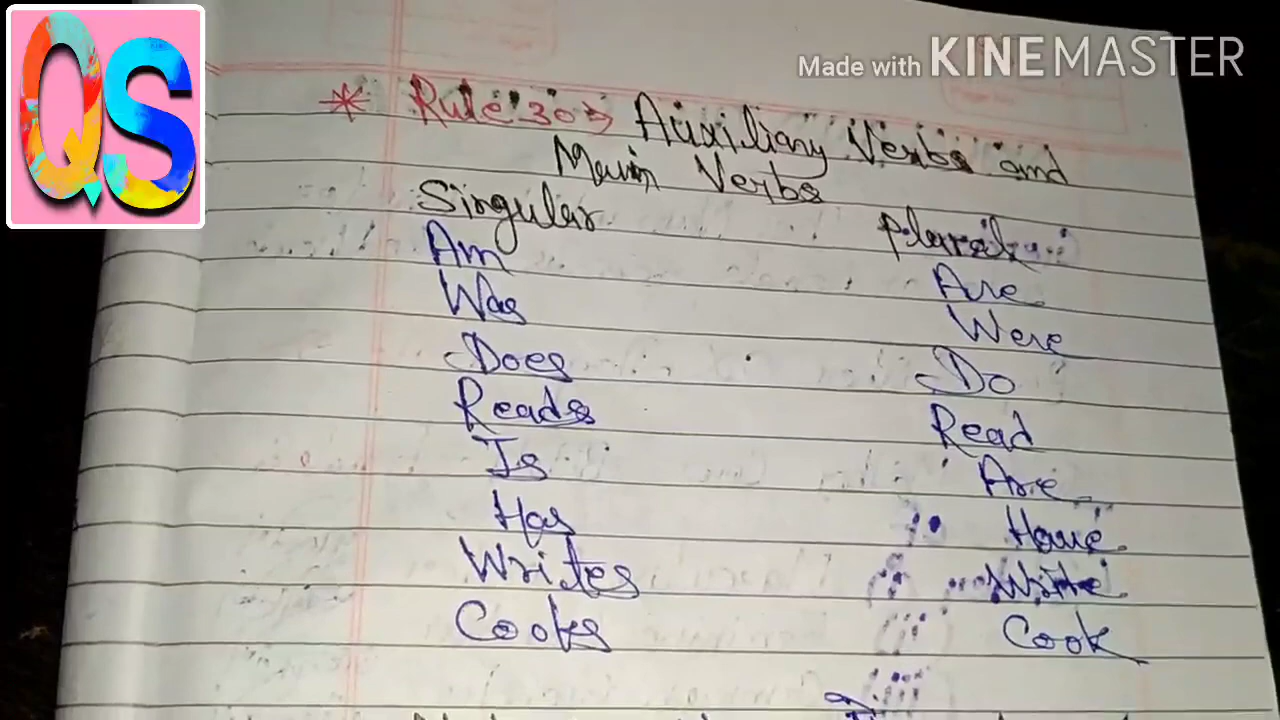 QS
Made with KINEMASTER
* Rule 30 → Auxiliary Verbs and
Main Verbs
Singular Plural
Am Are
Was Were
Does Do
Reads Read
Is Are
Has Have
Writes Write
Cooks Cook